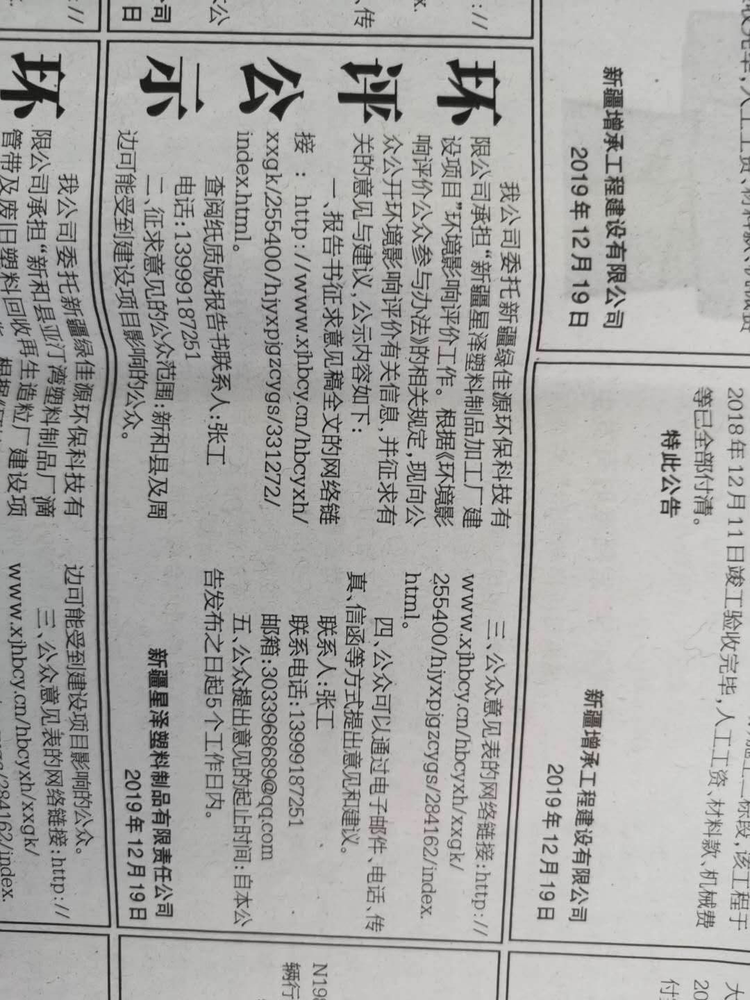 新疆增承工程建设有限公司
2019年12月19日
2018年12月11日竣工验收完毕,人工工资、材料款、机械费
等已全部付清。
特此公告
新疆增承工程建设有限公司
2019年12月19日
环评公示
我公司委托新疆绿佳源环保科技有
限公司承担“新疆星泽塑料制品加工厂建
设项目”环境影响评价工作。根据《环境影
响评价公众参与办法》的相关规定,现向公
众公开环境影响评价有关信息,并征求有
关的意见与建议,公示内容如下:
一、报告书征求意见稿全文的网络链
接:http://www.xjhbcy.cn/hbcyxh/
xxgk/255400/hjyxpjgzcygs/331272/
index.html。
查阅纸质版报告书联系人:张工
电话:13999187251
二、征求意见的公众范围:新和县及周
边可能受到建设项目影响的公众。
三、公众意见表的网络链接:http://
www.xjhbcy.cn/hbcyxh/xxgk/
255400/hjyxpjgzcygs/284162/index.
html。
四、公众可以通过电子邮件、电话、传
真、信函等方式提出意见和建议。
联系人:张工
联系电话:13999187251
邮箱:303396868９@qq.com
五、公众提出意见的起止时间:自本公
告发布之日起5个工作日内。
新疆星泽塑料制品有限责任公司
2019年12月19日
环
我公司委托新疆绿佳源环保科技有
限公司承担“新和县亚汀湾塑料制品厂滴
管带及废旧塑料回收再生造粒厂建设项
边可能受到建设项目影响的公众。
三、公众意见表的网络链接:http://
www.xjhbcy.cn/hbcyxh/xxgk/